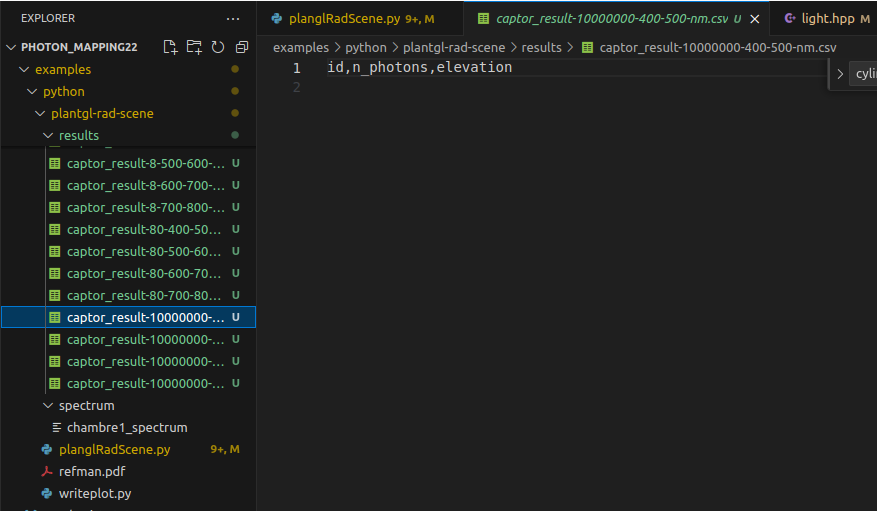 EXPLORER
PHOTON_MAPPING22
examples
python
plantgl-rad-scene
results
captor_result-8-500-600-... U
captor_result-8-600-700-... U
captor_result-8-700-800-... U
captor_result-80-400-50... U
captor_result-80-500-60... U
captor_result-80-600-70... U
captor_result-80-700-80... U
captor_result-10000000-... U
captor_result-10000000-... U
captor_result-10000000-... U
captor_result-10000000-... U
spectrum
chambre1_spectrum
planglRadScene.py 9+, M
refman.pdf
writeplot.py
planglRadScene.py 9+, M
captor_result-10000000-400-500-nm.csv U
light.hpp M
examples > python > plantgl-rad-scene > results > captor_result-10000000-400-500-nm.csv
1 id,n_photons,elevation
2
cylin